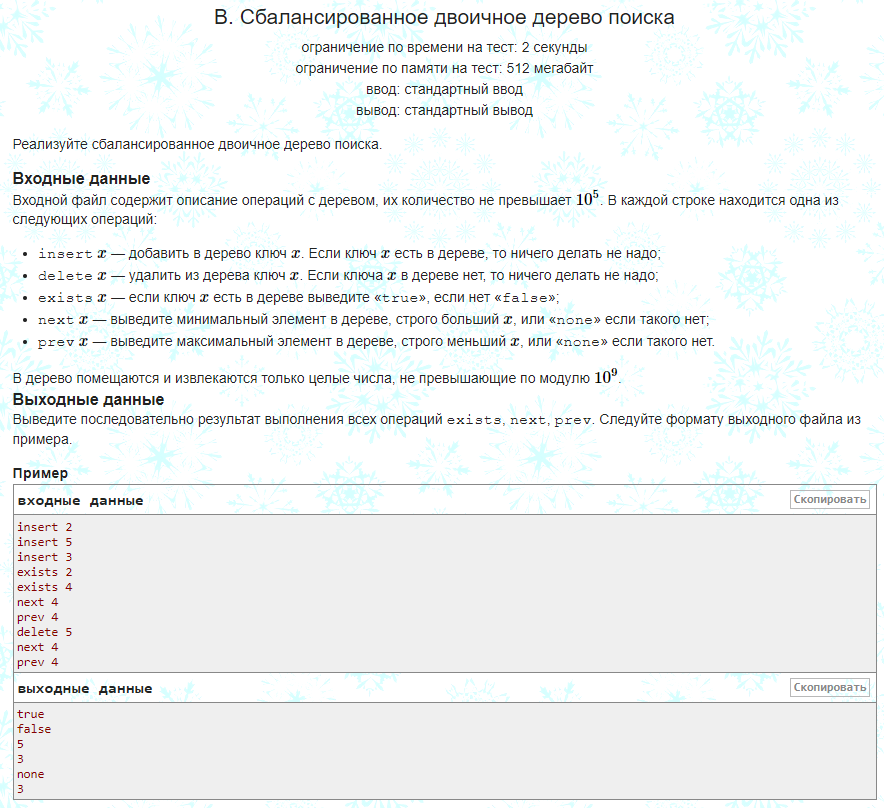 B. Сбалансированное двоичное дерево поиска
ограничение по времени на тест: 2 секунды
ограничение по памяти на тест: 512 мегабайт
ввод: стандартный ввод
вывод: стандартный вывод
Реализуйте сбалансированное двоичное дерево поиска.
Входные данные
Входной файл содержит описание операций с деревом, их количество не превышает 10^5. В каждой строке находится одна из
следующих операций:
• insert x — добавить в дерево ключ x. Если ключ x есть в дереве, то ничего делать не надо;
• delete x — удалить из дерева ключ x. Если ключа x в дереве нет, то ничего делать не надо;
• exists x — если ключ x есть в дереве выведите «true», если нет «false»;
• next x — выведите минимальный элемент в дереве, строго больший x, или «none» если такого нет;
• prev x — выведите максимальный элемент в дереве, строго меньший x, или «none» если такого нет.
В дерево помещаются и извлекаются только целые числа, не превышающие по модулю 10^9.
Выходные данные
Выведите последовательно результат выполнения всех операций exists, next, prev. Следуйте формату выходного файла из
примера.
Пример
входные данные Скопировать
insert 2
insert 5
insert 3
exists 2
exists 4
next 4
prev 4
delete 5
next 4
prev 4
выходные данные Скопировать
true
false
5
3
none
3